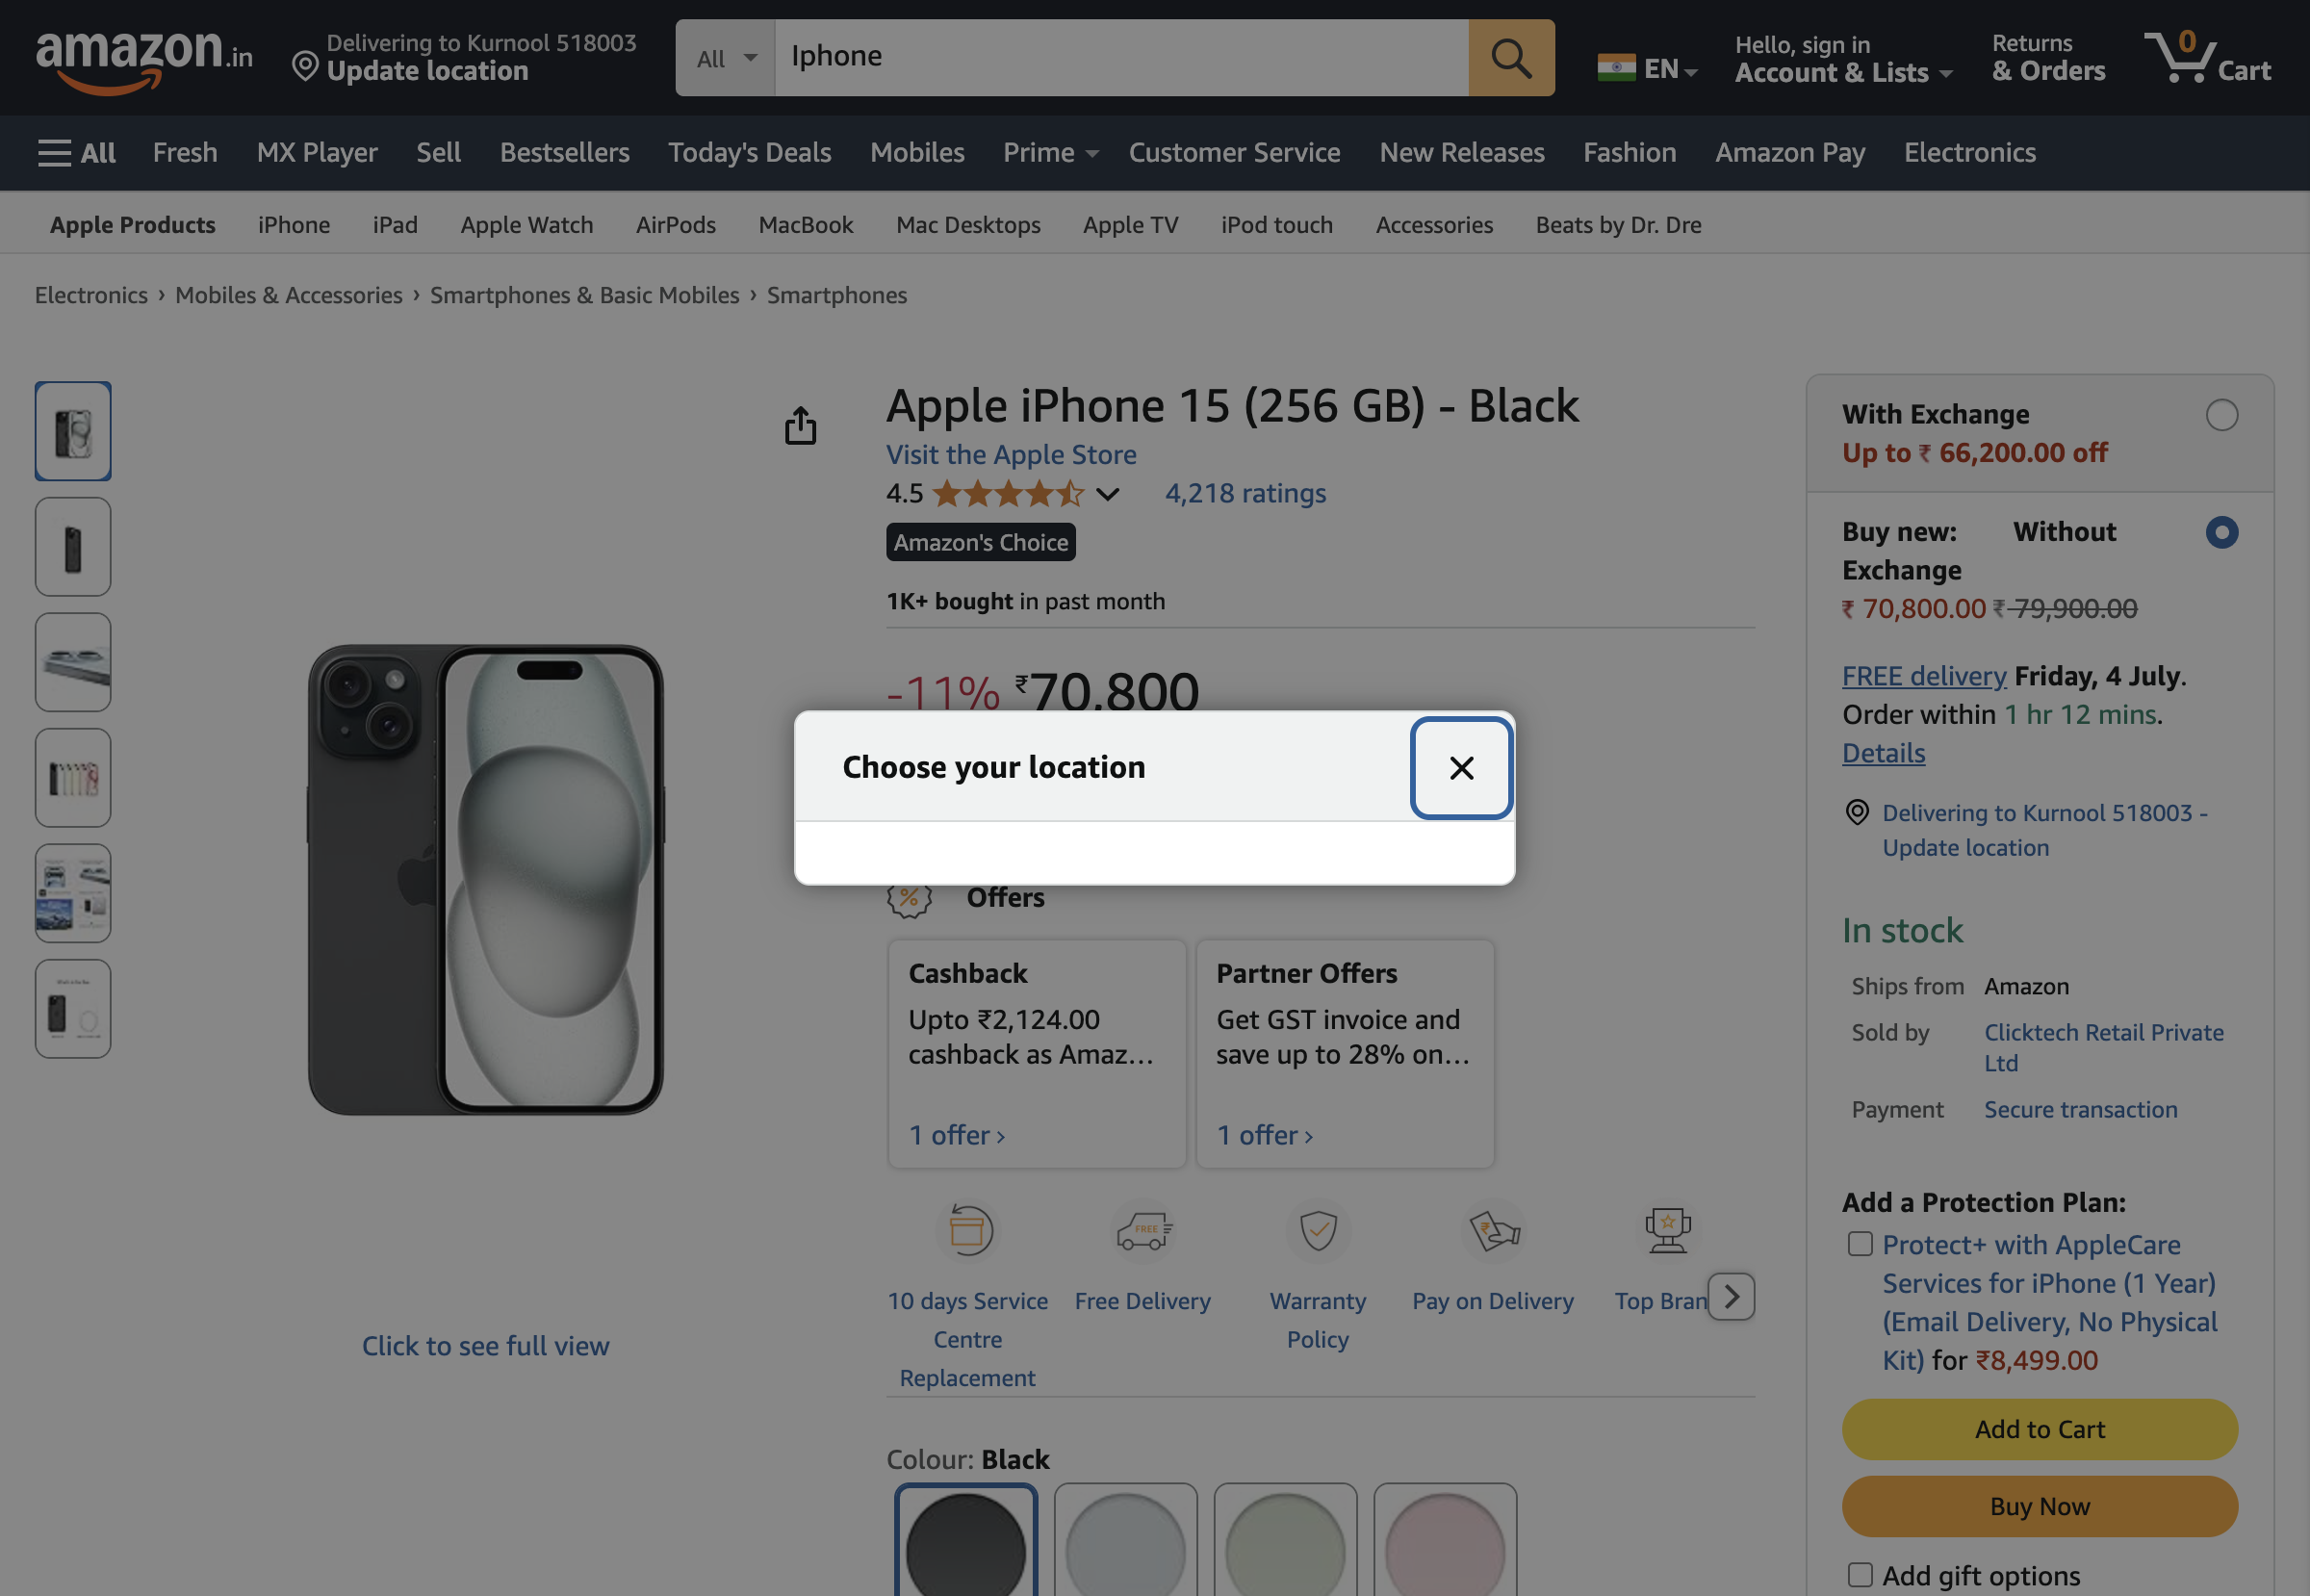 amazon.in
Delivering to Kurnool 518003
Update location
All
Iphone
EN
Hello, sign in
Account & Lists
Returns
& Orders
0
Cart
All
Fresh
MX Player
Sell
Bestsellers
Today's Deals
Mobiles
Prime
Customer Service
New Releases
Fashion
Amazon Pay
Electronics
Apple Products
iPhone
iPad
Apple Watch
AirPods
MacBook
Mac Desktops
Apple TV
iPod touch
Accessories
Beats by Dr. Dre
Electronics › Mobiles & Accessories › Smartphones & Basic Mobiles › Smartphones
Apple iPhone 15 (256 GB) - Black
Visit the Apple Store
4.5
4,218 ratings
Amazon's Choice
1K+ bought in past month
-11% ₹70,800
Choose your location
Offers
Cashback
Upto ₹2,124.00
cashback as Amaz…
1 offer ›
Partner Offers
Get GST invoice and
save up to 28% on…
1 offer ›
FREE
10 days Service
Centre
Replacement
Free Delivery
Warranty
Policy
Pay on Delivery
Top Bran
Click to see full view
Colour: Black
With Exchange
Up to ₹ 66,200.00 off
Buy new: Without
Exchange
₹ 70,800.00 ₹ 79,900.00
FREE delivery Friday, 4 July.
Order within 1 hr 12 mins.
Details
Delivering to Kurnool 518003 -
Update location
In stock
Ships from Amazon
Sold by Clicktech Retail Private
Ltd
Payment Secure transaction
Add a Protection Plan:
Protect+ with AppleCare
Services for iPhone (1 Year)
(Email Delivery, No Physical
Kit) for ₹8,499.00
Add to Cart
Buy Now
Add gift options